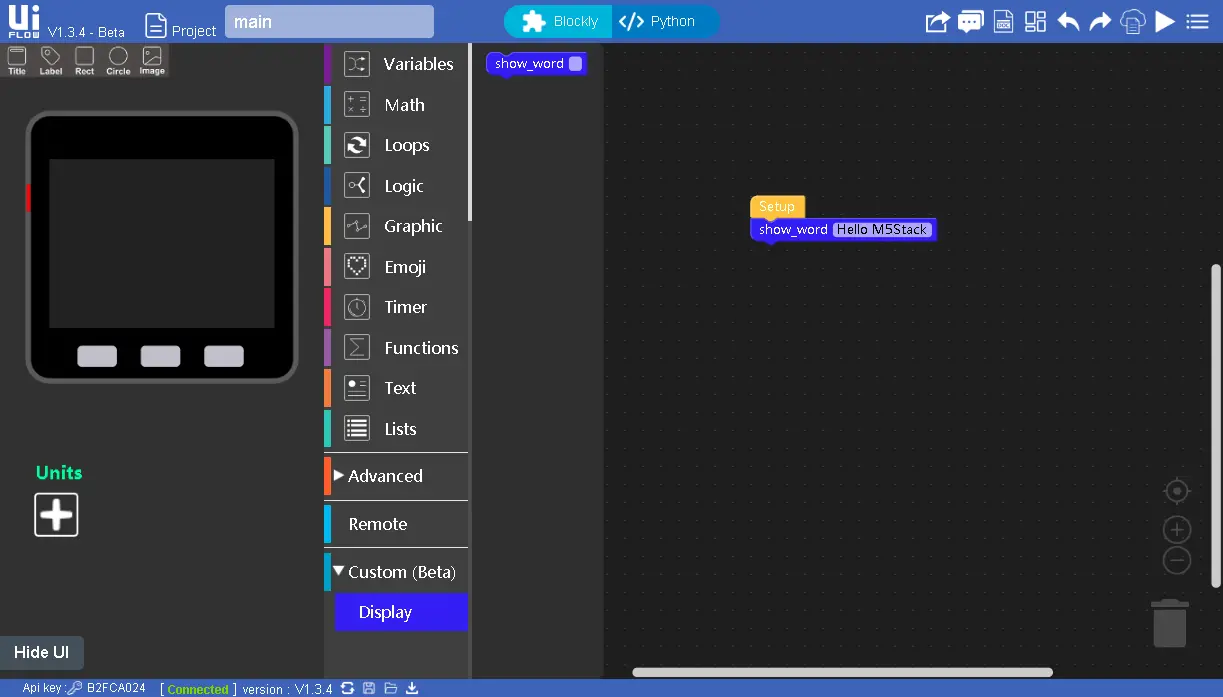 Ui
FLOW
V1.3.4 - Beta
Project
main
Blockly
Python
Title
Label
Rect
Circle
Image
Variables
Math
Loops
Logic
Graphic
Emoji
Timer
Functions
Text
Lists
Advanced
Remote
Custom (Beta)
Display
show_word
Setup
show_word Hello M5Stack
Units
Hide UI
Api key : B2FCA024 [ Connected ] version : V1.3.4